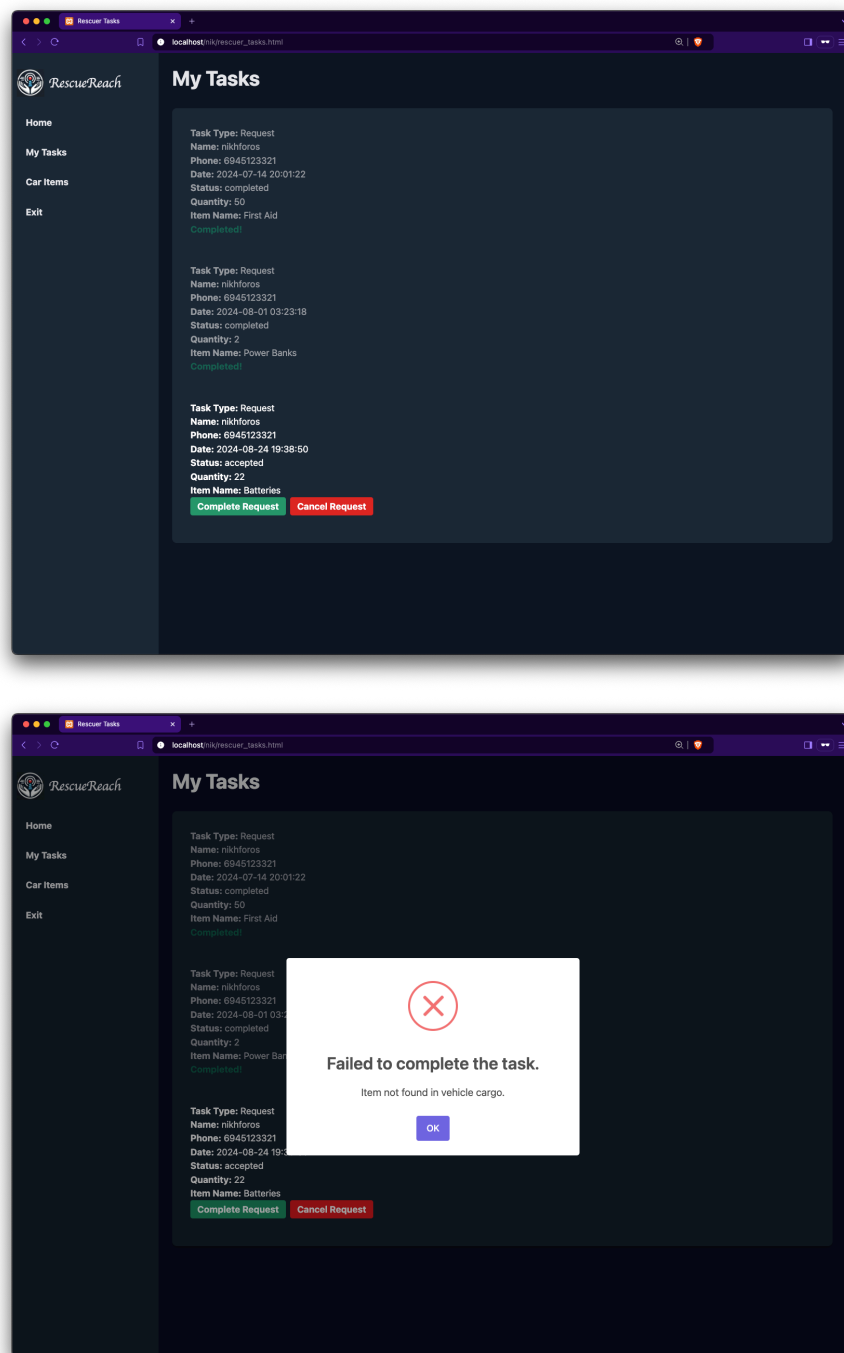 Rescuer Tasks
localhost/nik/rescuer_tasks.html
RescueReach
My Tasks
Home
My Tasks
Car Items
Exit
Task Type: Request
Name: nikhforos
Phone: 6945123321
Date: 2024-07-14 20:01:22
Status: completed
Quantity: 50
Item Name: First Aid
Completed!
Task Type: Request
Name: nikhforos
Phone: 6945123321
Date: 2024-08-01 03:23:18
Status: completed
Quantity: 2
Item Name: Power Banks
Completed!
Task Type: Request
Name: nikhforos
Phone: 6945123321
Date: 2024-08-24 19:38:50
Status: accepted
Quantity: 22
Item Name: Batteries
Complete Request Cancel Request
Rescuer Tasks
localhost/nik/rescuer_tasks.html
RescueReach
My Tasks
Home
My Tasks
Car Items
Exit
Task Type: Request
Name: nikhforos
Phone: 6945123321
Date: 2024-07-14 20:01:22
Status: completed
Quantity: 50
Item Name: First Aid
Completed!
Task Type: Request
Name: nikhforos
Phone: 6945123321
Date: 2024-08-01 03:2
Status: completed
Quantity: 2
Item Name: Power Ban
Completed!
Task Type: Request
Name: nikhforos
Phone: 6945123321
Date: 2024-08-24 19:3
Status: accepted
Quantity: 22
Item Name: Batteries
Complete Request Cancel Request
Failed to complete the task.
Item not found in vehicle cargo.
OK